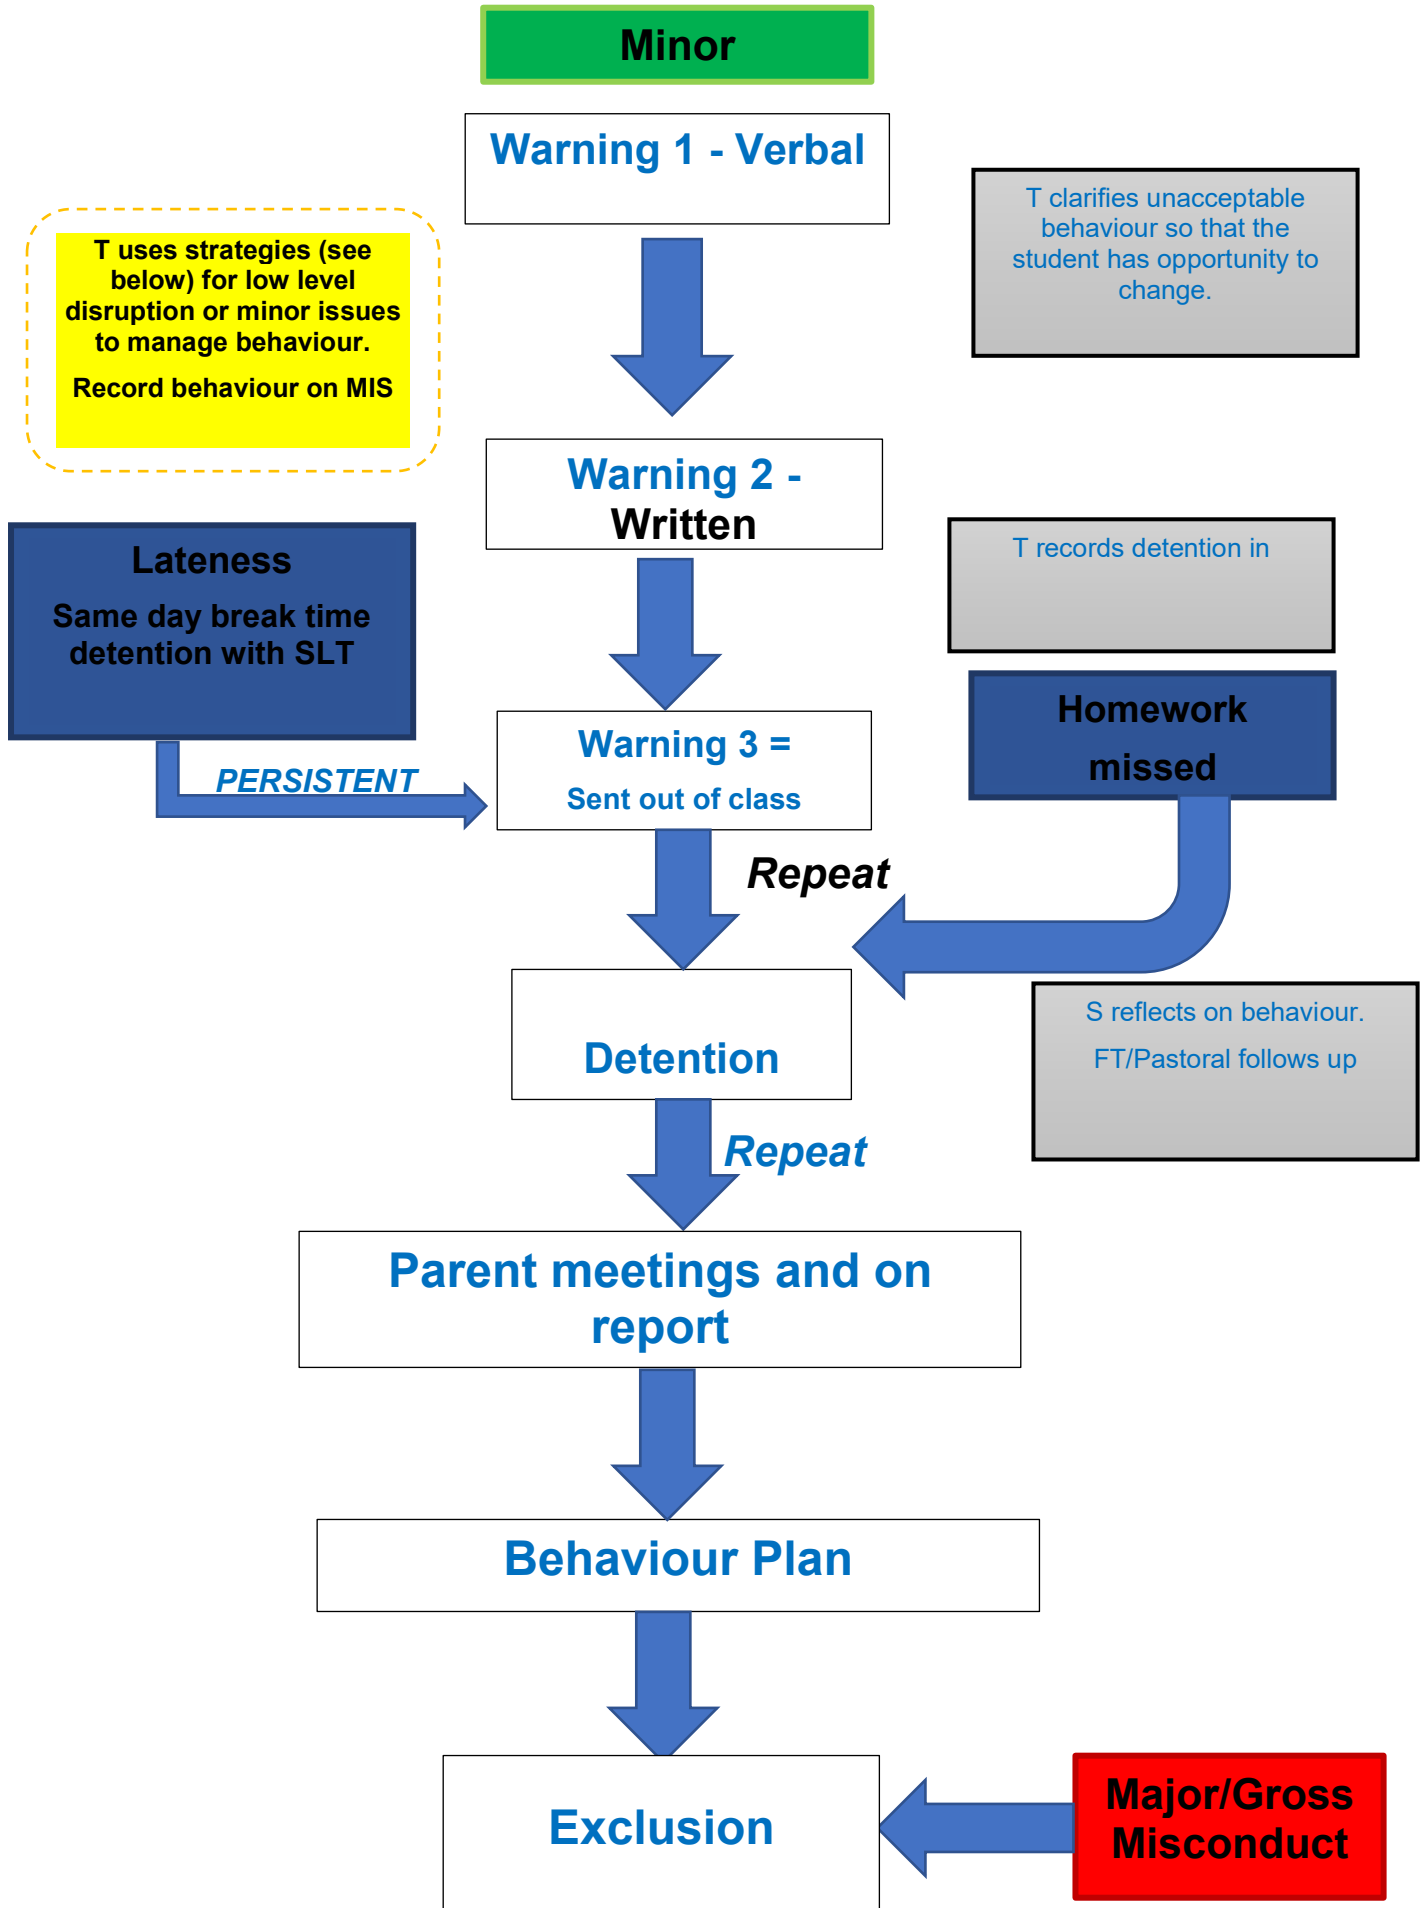 Minor
Warning 1 - Verbal
T clarifies unacceptable
behaviour so that the
student has opportunity to
change.
T uses strategies (see
below) for low level
disruption or minor issues
to manage behaviour.
Record behaviour on MIS
Warning 2 -
Written
Lateness
Same day break time
detention with SLT
T records detention in
Homework
missed
Warning 3 =
Sent out of class
PERSISTENT
Repeat
Detention
S reflects on behaviour.
FT/Pastoral follows up
Repeat
Parent meetings and on
report
Behaviour Plan
Exclusion
Major/Gross
Misconduct